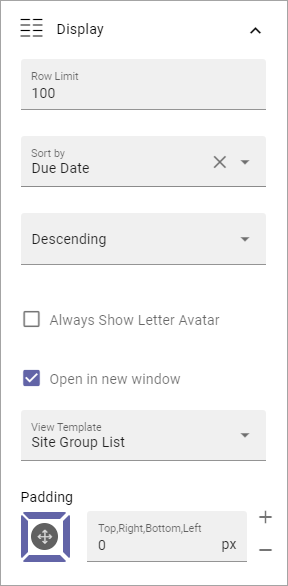 Display
Row Limit
100
Sort by
Due Date
Descending
Always Show Letter Avatar
Open in new window
View Template
Site Group List
Padding
Top,Right,Bottom,Left
0 px